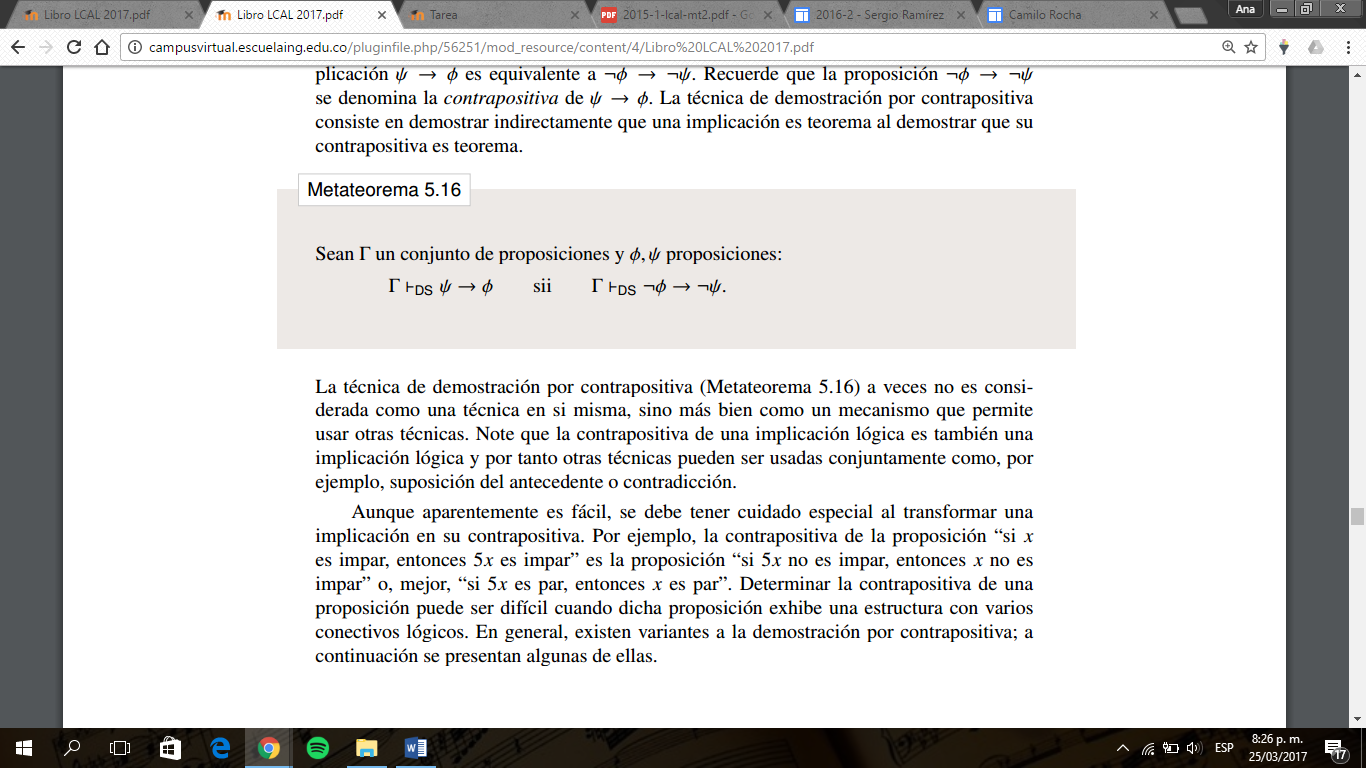 Libro LCAL 2017.pdf
Libro LCAL 2017.pdf
Tarea
PDF 2015-1-lcal-mt2.pdf - Go
2016-2 - Sergio Ramírez
Camilo Rocha
Ana
campusvirtual.escuelaing.edu.co/pluginfile.php/56251/mod_resource/content/4/Libro%20LCAL%202017.pdf
plicación ψ → ϕ es equivalente a ¬ϕ → ¬ψ. Recuerde que la proposición ¬ϕ → ¬ψ
se denomina la contrapositiva de ψ → ϕ. La técnica de demostración por contrapositiva
consiste en demostrar indirectamente que una implicación es teorema al demostrar que su
contrapositiva es teorema.
Metateorema 5.16
Sean Γ un conjunto de proposiciones y ϕ, ψ proposiciones:
Γ ⊢DS ψ → ϕ sii Γ ⊢DS ¬ϕ → ¬ψ.
La técnica de demostración por contrapositiva (Metateorema 5.16) a veces no es consi-
derada como una técnica en si misma, sino más bien como un mecanismo que permite
usar otras técnicas. Note que la contrapositiva de una implicación lógica es también una
implicación lógica y por tanto otras técnicas pueden ser usadas conjuntamente como, por
ejemplo, suposición del antecedente o contradicción.
Aunque aparentemente es fácil, se debe tener cuidado especial al transformar una
implicación en su contrapositiva. Por ejemplo, la contrapositiva de la proposición “si x
es impar, entonces 5x es impar” es la proposición “si 5x no es impar, entonces x no es
impar” o, mejor, “si 5x es par, entonces x es par”. Determinar la contrapositiva de una
proposición puede ser difícil cuando dicha proposición exhibe una estructura con varios
conectivos lógicos. En general, existen variantes a la demostración por contrapositiva; a
continuación se presentan algunas de ellas.
ESP
8:26 p. m.
25/03/2017
17